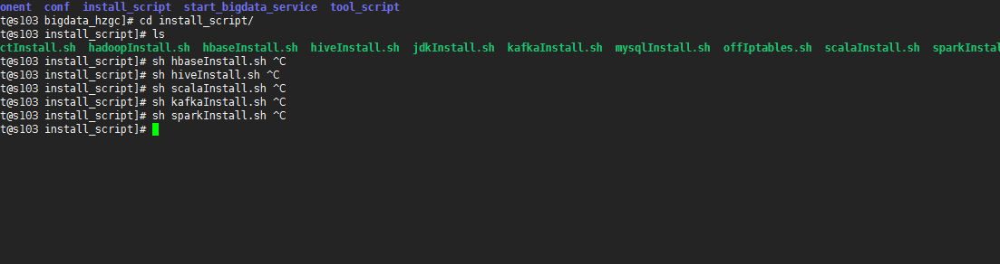 onent conf install_script start_bigdata_service tool_script
t@s103 bigdata_hzgc]# cd install_script/
t@s103 install_script]# ls
ctInstall.sh hadoopInstall.sh hbaseInstall.sh hiveInstall.sh jdkInstall.sh kafkaInstall.sh mysqlInstall.sh offIptables.sh scalaInstall.sh sparkInstal
t@s103 install_script]# sh hbaseInstall.sh ^C
t@s103 install_script]# sh hiveInstall.sh ^C
t@s103 install_script]# sh scalaInstall.sh ^C
t@s103 install_script]# sh kafkaInstall.sh ^C
t@s103 install_script]# sh sparkInstall.sh ^C
t@s103 install_script]#